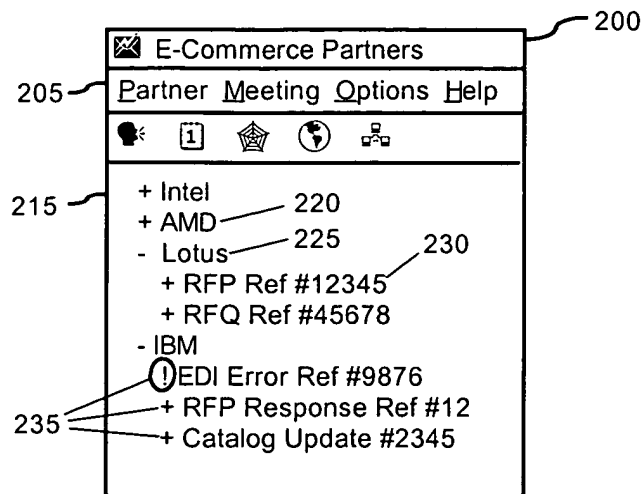 200
E-Commerce Partners
205
Partner Meeting Options Help
1
215
+ Intel
+ AMD 220
- Lotus 225
230
+ RFP Ref #12345
+ RFQ Ref #45678
- IBM
! EDI Error Ref #9876
+ RFP Response Ref #12
235
+ Catalog Update #2345